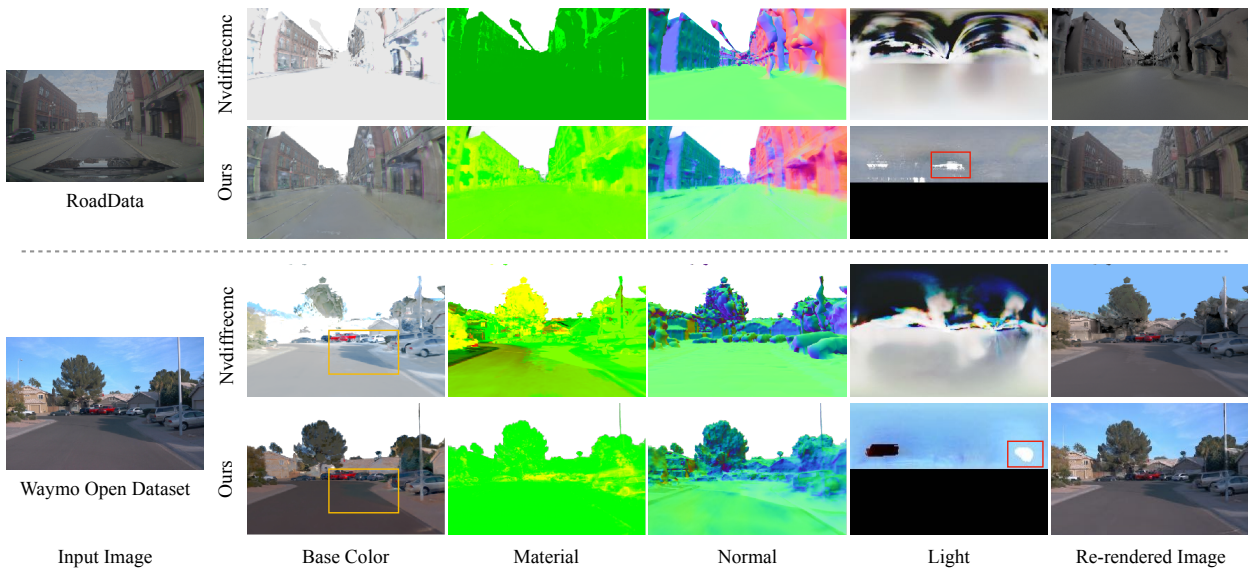 Nvdiffrecmc
Ours
RoadData
Nvdiffrecmc
Ours
Waymo Open Dataset
Input Image
Base Color
Material
Normal
Light
Re-rendered Image